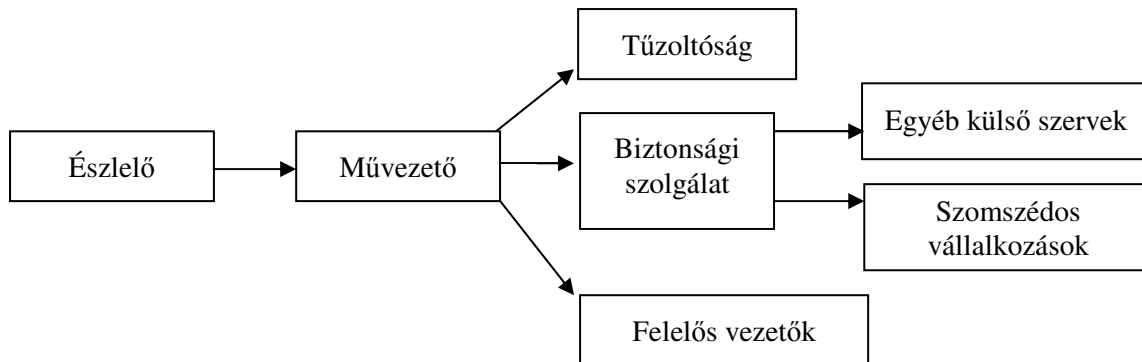 Tűzoltóság
Egyéb külső szervek
Észlelő
Művezető
Biztonsági
szolgálat
Szomszédos
vállalkozások
Felelős vezetők